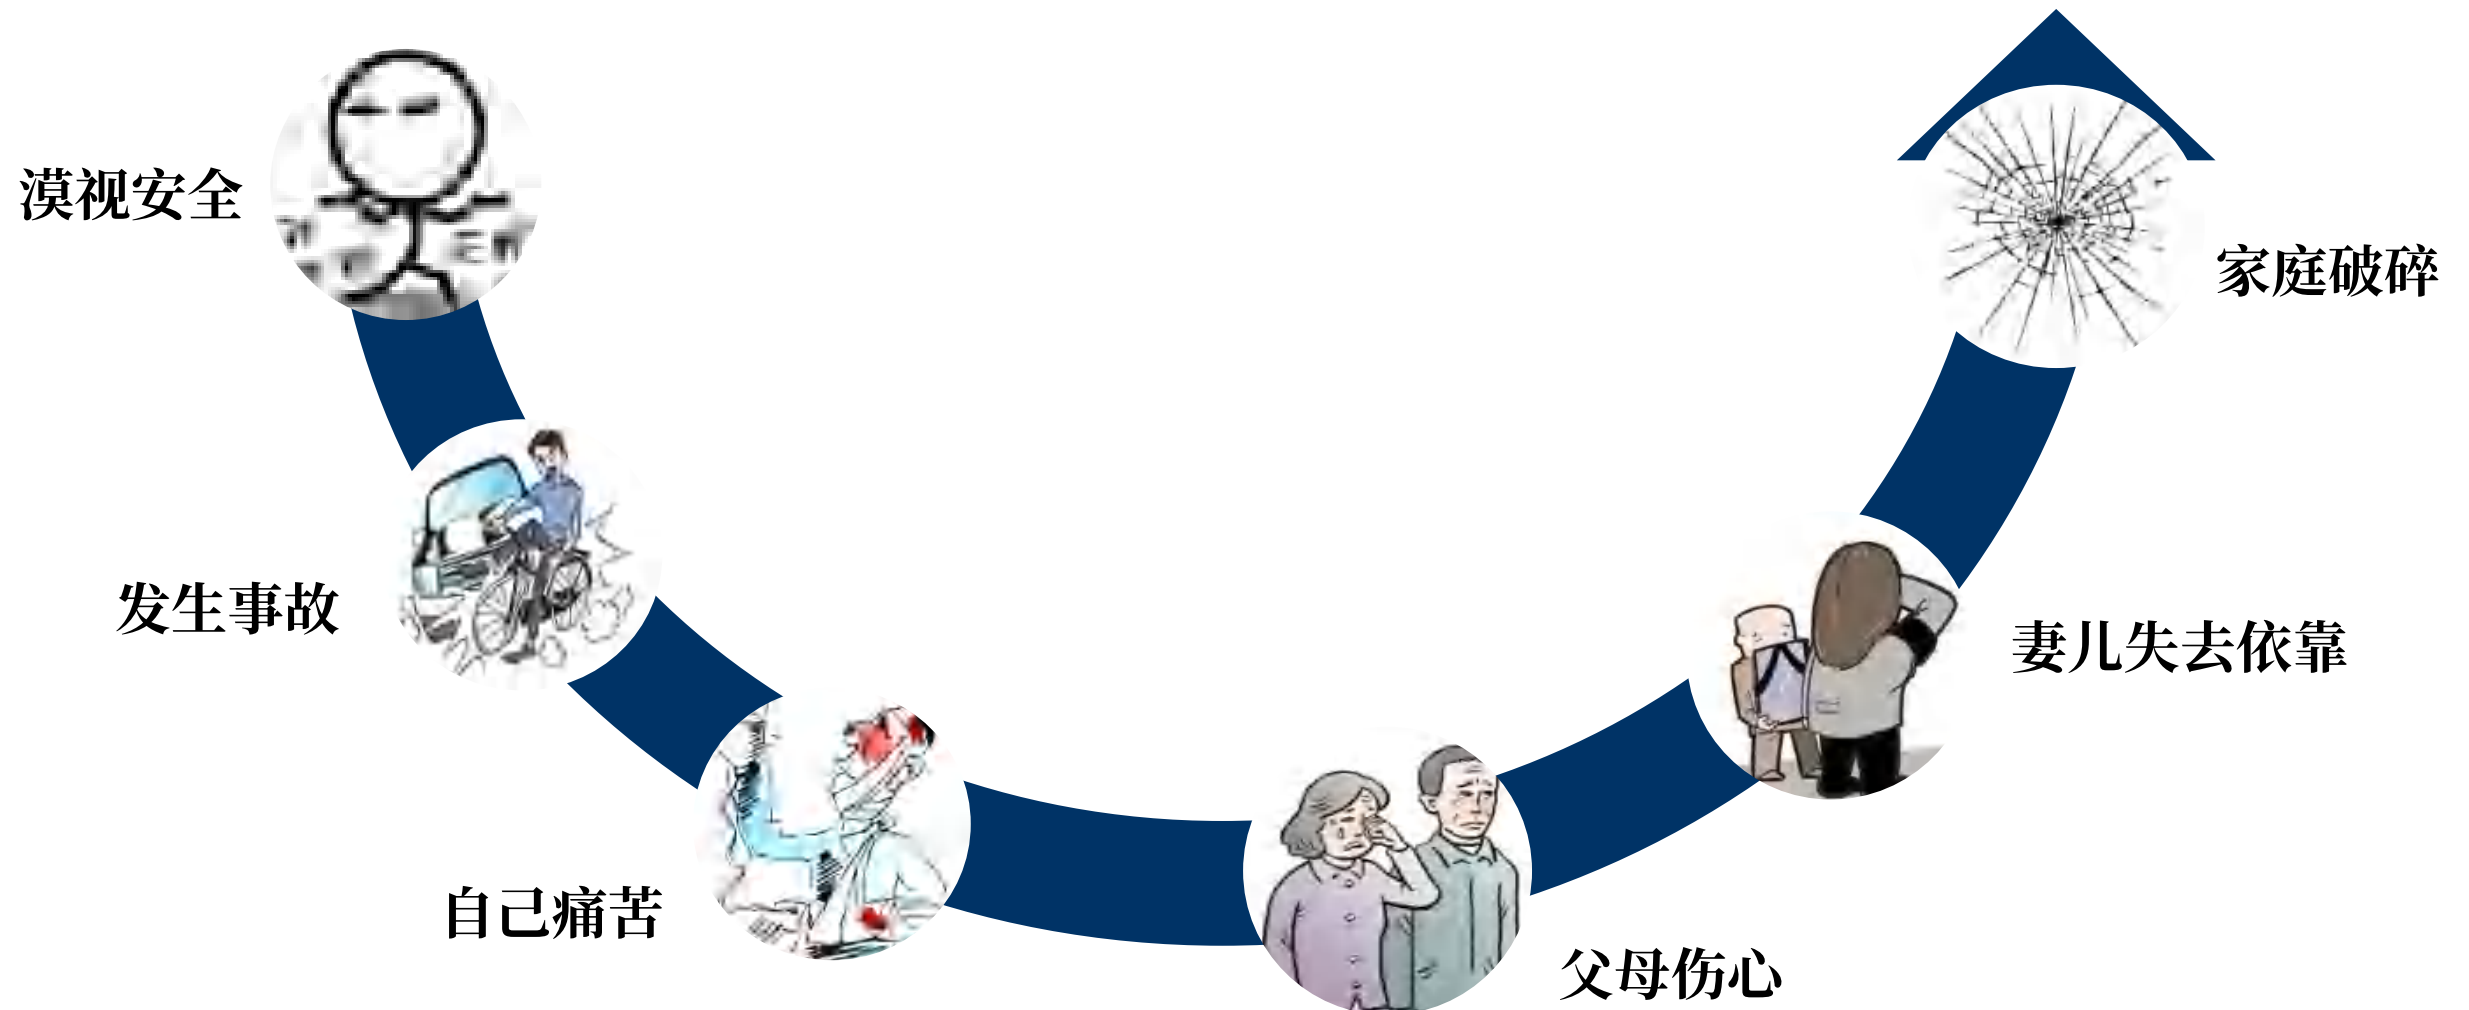 漠视安全
发生事故
自己痛苦
父母伤心
妻儿失去依靠
家庭破碎